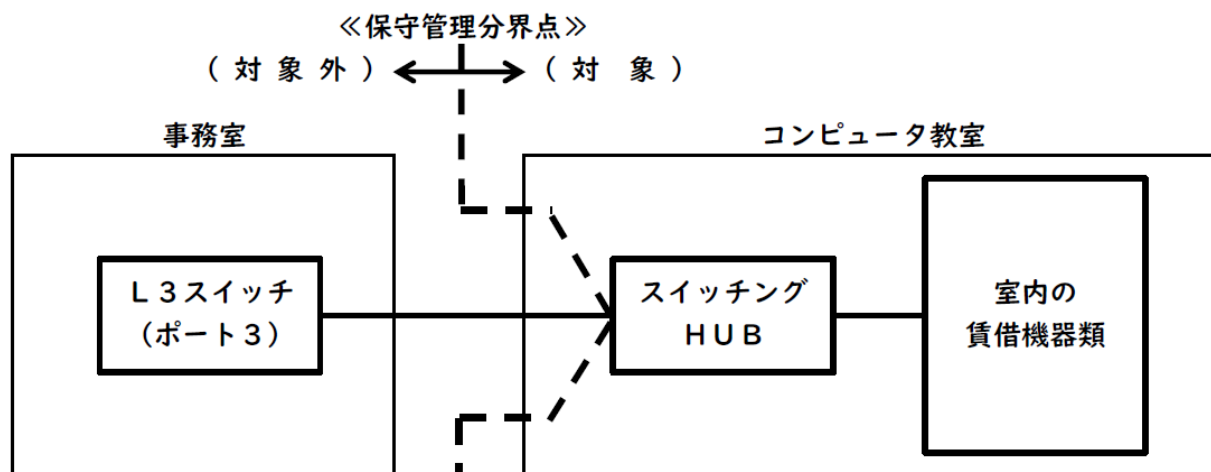 ≪保守管理分界点≫
(対象外)
(対 象)
事務室
コンピュータ教室
L3スイッチ
(ポート3)
スイッチング
HUB
室内の
賃借機器類